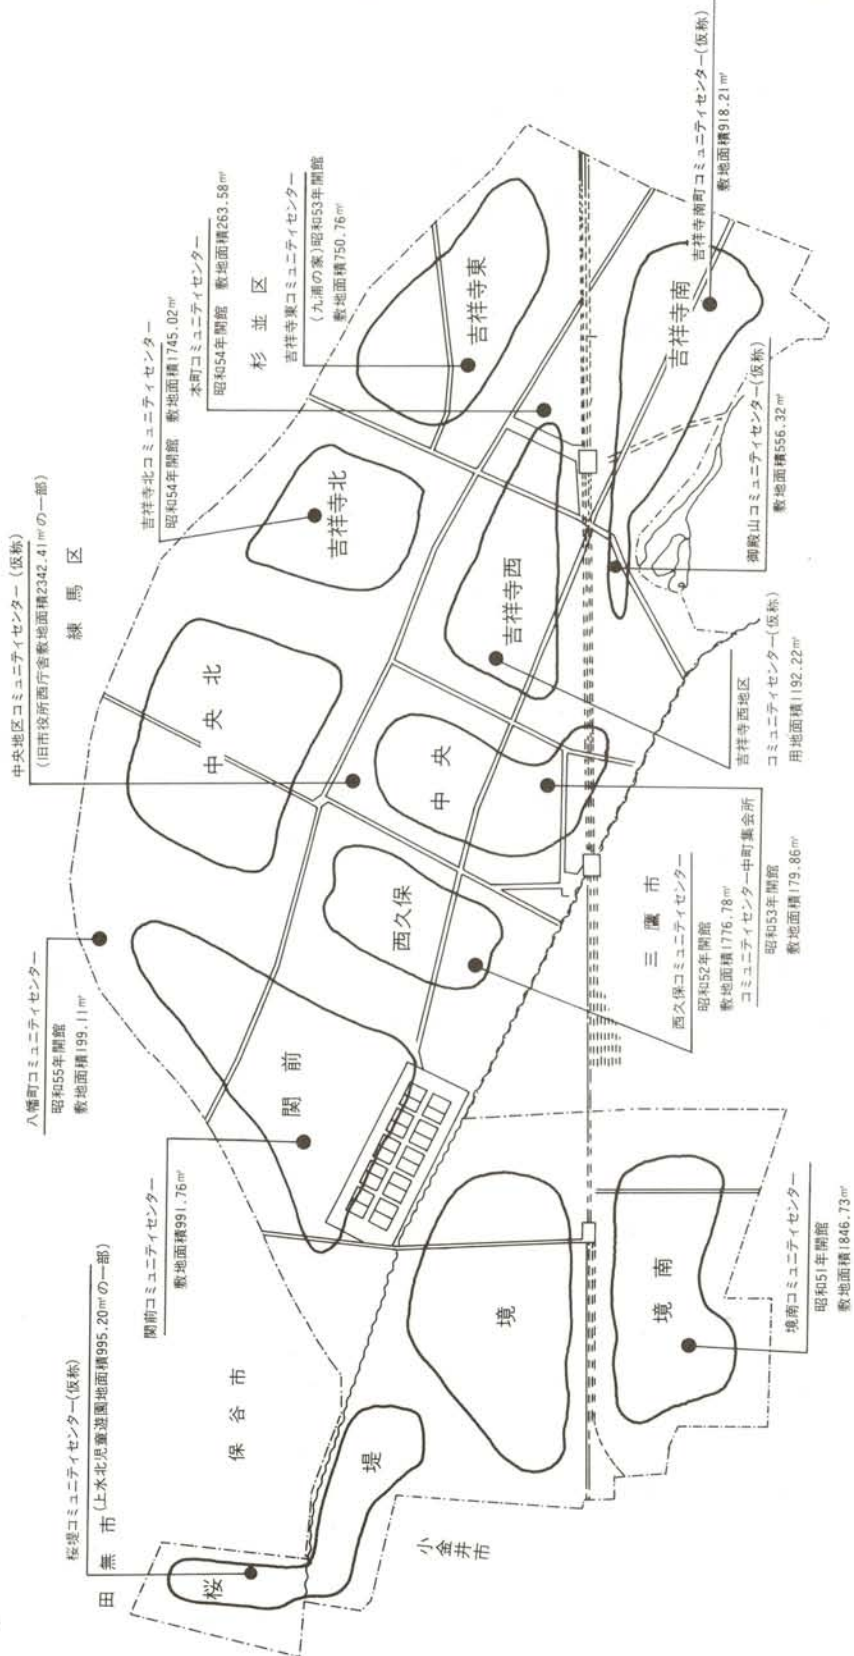 桜堤コミュニティセンター(仮称)
(上水北児童遊園地面積995.20㎡の一部)
関前コミュニティセンター
敷地面積991.76㎡
八幡町コミュニティセンター
昭和55年開館
敷地面積199.11㎡
中央地区コミュニティセンター(仮称)
(旧市役所西庁舎敷地面積2342.41㎡の一部)
吉祥寺北コミュニティセンター
昭和54年開館 敷地面積1745.02㎡
本町コミュニティセンター
昭和54年開館 敷地面積263.58㎡
吉祥寺東コミュニティセンター
(九浦の家)昭和53年開館
敷地面積750.76㎡
田無市
保谷市
練馬区
杉並区
小金井市
三鷹市
桜
堤
境
境南
関前
西久保
中央北
中央
吉祥寺北
吉祥寺西
吉祥寺東
吉祥寺南
境南コミュニティセンター
昭和51年開館
敷地面積1846.73㎡
西久保コミュニティセンター
昭和52年開館
敷地面積1776.78㎡
コミュニティセンター中町集会所
昭和53年開館
敷地面積179.86㎡
吉祥寺西地区
コミュニティセンター(仮称)
用地面積1192.22㎡
御殿山コミュニティセンター(仮称)
敷地面積556.32㎡
吉祥寺南町コミュニティセンター(仮称)
敷地面積918.21㎡